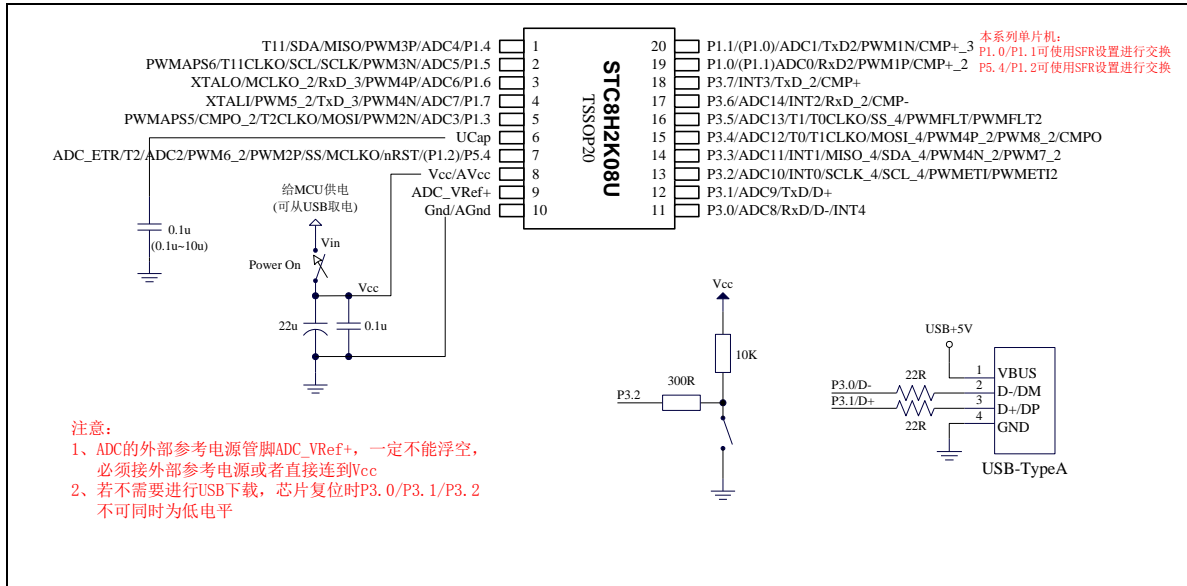 T11/SDA/MISO/PWM3P/ADC4/P1.4
PWMAPS6/T11CLKO/SCL/SCLK/PWM3N/ADC5/P1.5
XTALO/MCLKO_2/RxD_3/PWM4P/ADC6/P1.6
XTALI/PWM5_2/TxD_3/PWM4N/ADC7/P1.7
PWMAPS5/CMPO_2/T2CLKO/MOSI/PWM2N/ADC3/P1.3
UCap
ADC_ETR/T2/ADC2/PWM6_2/PWM2P/SS/MCLKO/nRST/(P1.2)/P5.4
Vcc/AVcc
ADC_VRef+
Gnd/AGnd
1
2
3
4
5
6
7
8
9
10
STC8H2K08U
TSSOP20
20
19
18
17
16
15
14
13
12
11
P1.1/(P1.0)/ADC1/TxD2/PWM1N/CMP+_3
P1.0/(P1.1)ADC0/RxD2/PWM1P/CMP+_2
P3.7/INT3/TxD_2/CMP+
P3.6/ADC14/INT2/RxD_2/CMP-
P3.5/ADC13/T1/T0CLKO/SS_4/PWMFLT/PWMFLT2
P3.4/ADC12/T0/T1CLKO/MOSI_4/PWM4P_2/PWM8_2/CMPO
P3.3/ADC11/INT1/MISO_4/SDA_4/PWM4N_2/PWM7_2
P3.2/ADC10/INT0/SCLK_4/SCL_4/PWMETI/PWMETI2
P3.1/ADC9/TxD/D+
P3.0/ADC8/RxD/D-/INT4
本系列单片机:
P1.0/P1.1可使用SFR设置进行交换
P5.4/P1.2可使用SFR设置进行交换
给MCU供电
(可从USB取电)
0.1u
(0.1u~10u)
Vin
Power On
Vcc
22u
0.1u
Vcc
10K
300R
P3.2
USB+5V
22R
P3.0/D-
P3.1/D+
22R
1
2
3
4
VBUS
D-/DM
D+/DP
GND
USB-TypeA
注意:
1、ADC的外部参考电源管脚ADC_VRef+，一定不能浮空，
必须接外部参考电源或者直接连到Vcc
2、若不需要进行USB下载，芯片复位时P3.0/P3.1/P3.2
不可同时为低电平